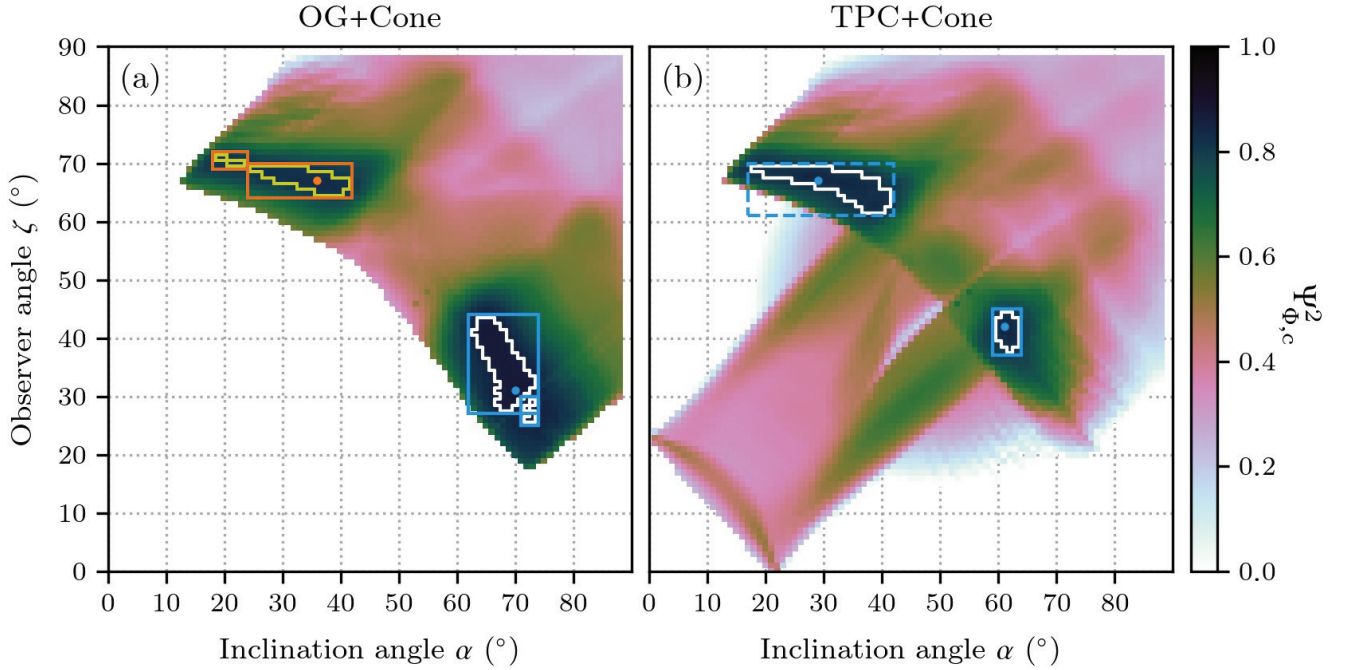 OG+Cone
TPC+Cone
(a)
(b)
90
80
70
60
50
40
30
20
10
0
0 10 20 30 40 50 60 70 80
0 10 20 30 40 50 60 70 80
1.0
0.8
0.6
0.4
0.2
0.0
Observer angle ζ (°)
Inclination angle α (°)
Inclination angle α (°)
Ψ²Φ,c